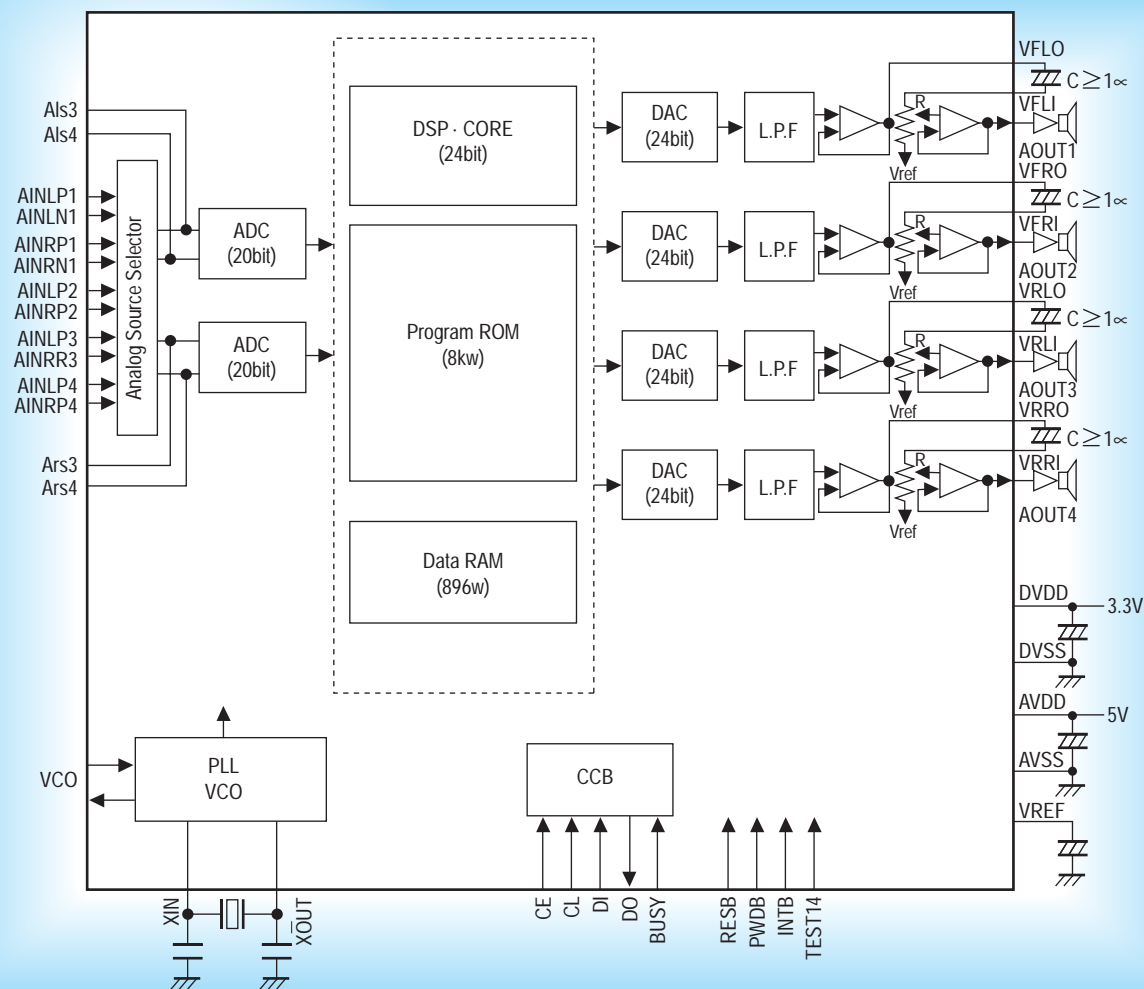 AIs3
AIs4
AINLP1
AINLN1
AINRP1
AINRN1
AINLP2
AINRP2
AINLP3
AINRR3
AINLP4
AINRP4
Ars3
Ars4
Analog Source Selector
ADC
(20bit)
ADC
(20bit)
DSP · CORE
(24bit)
Program ROM
(8kw)
Data RAM
(896w)
DAC
(24bit)
L.P.F
R
Vref
VFLO
C≥1∝
VFLI
AOUT1
DAC
(24bit)
L.P.F
R
Vref
VFRO
C≥1∝
VFRI
AOUT2
DAC
(24bit)
L.P.F
R
Vref
VRLO
C≥1∝
VRLI
AOUT3
DAC
(24bit)
L.P.F
R
Vref
VRRO
C≥1∝
VRRI
AOUT4
DVDD
3.3V
DVSS
AVDD
5V
AVSS
VREF
VCO
PLL
VCO
XIN
XOUT
CCB
CE
CL
DI
DO
BUSY
RESB
PWDB
INTB
TEST14